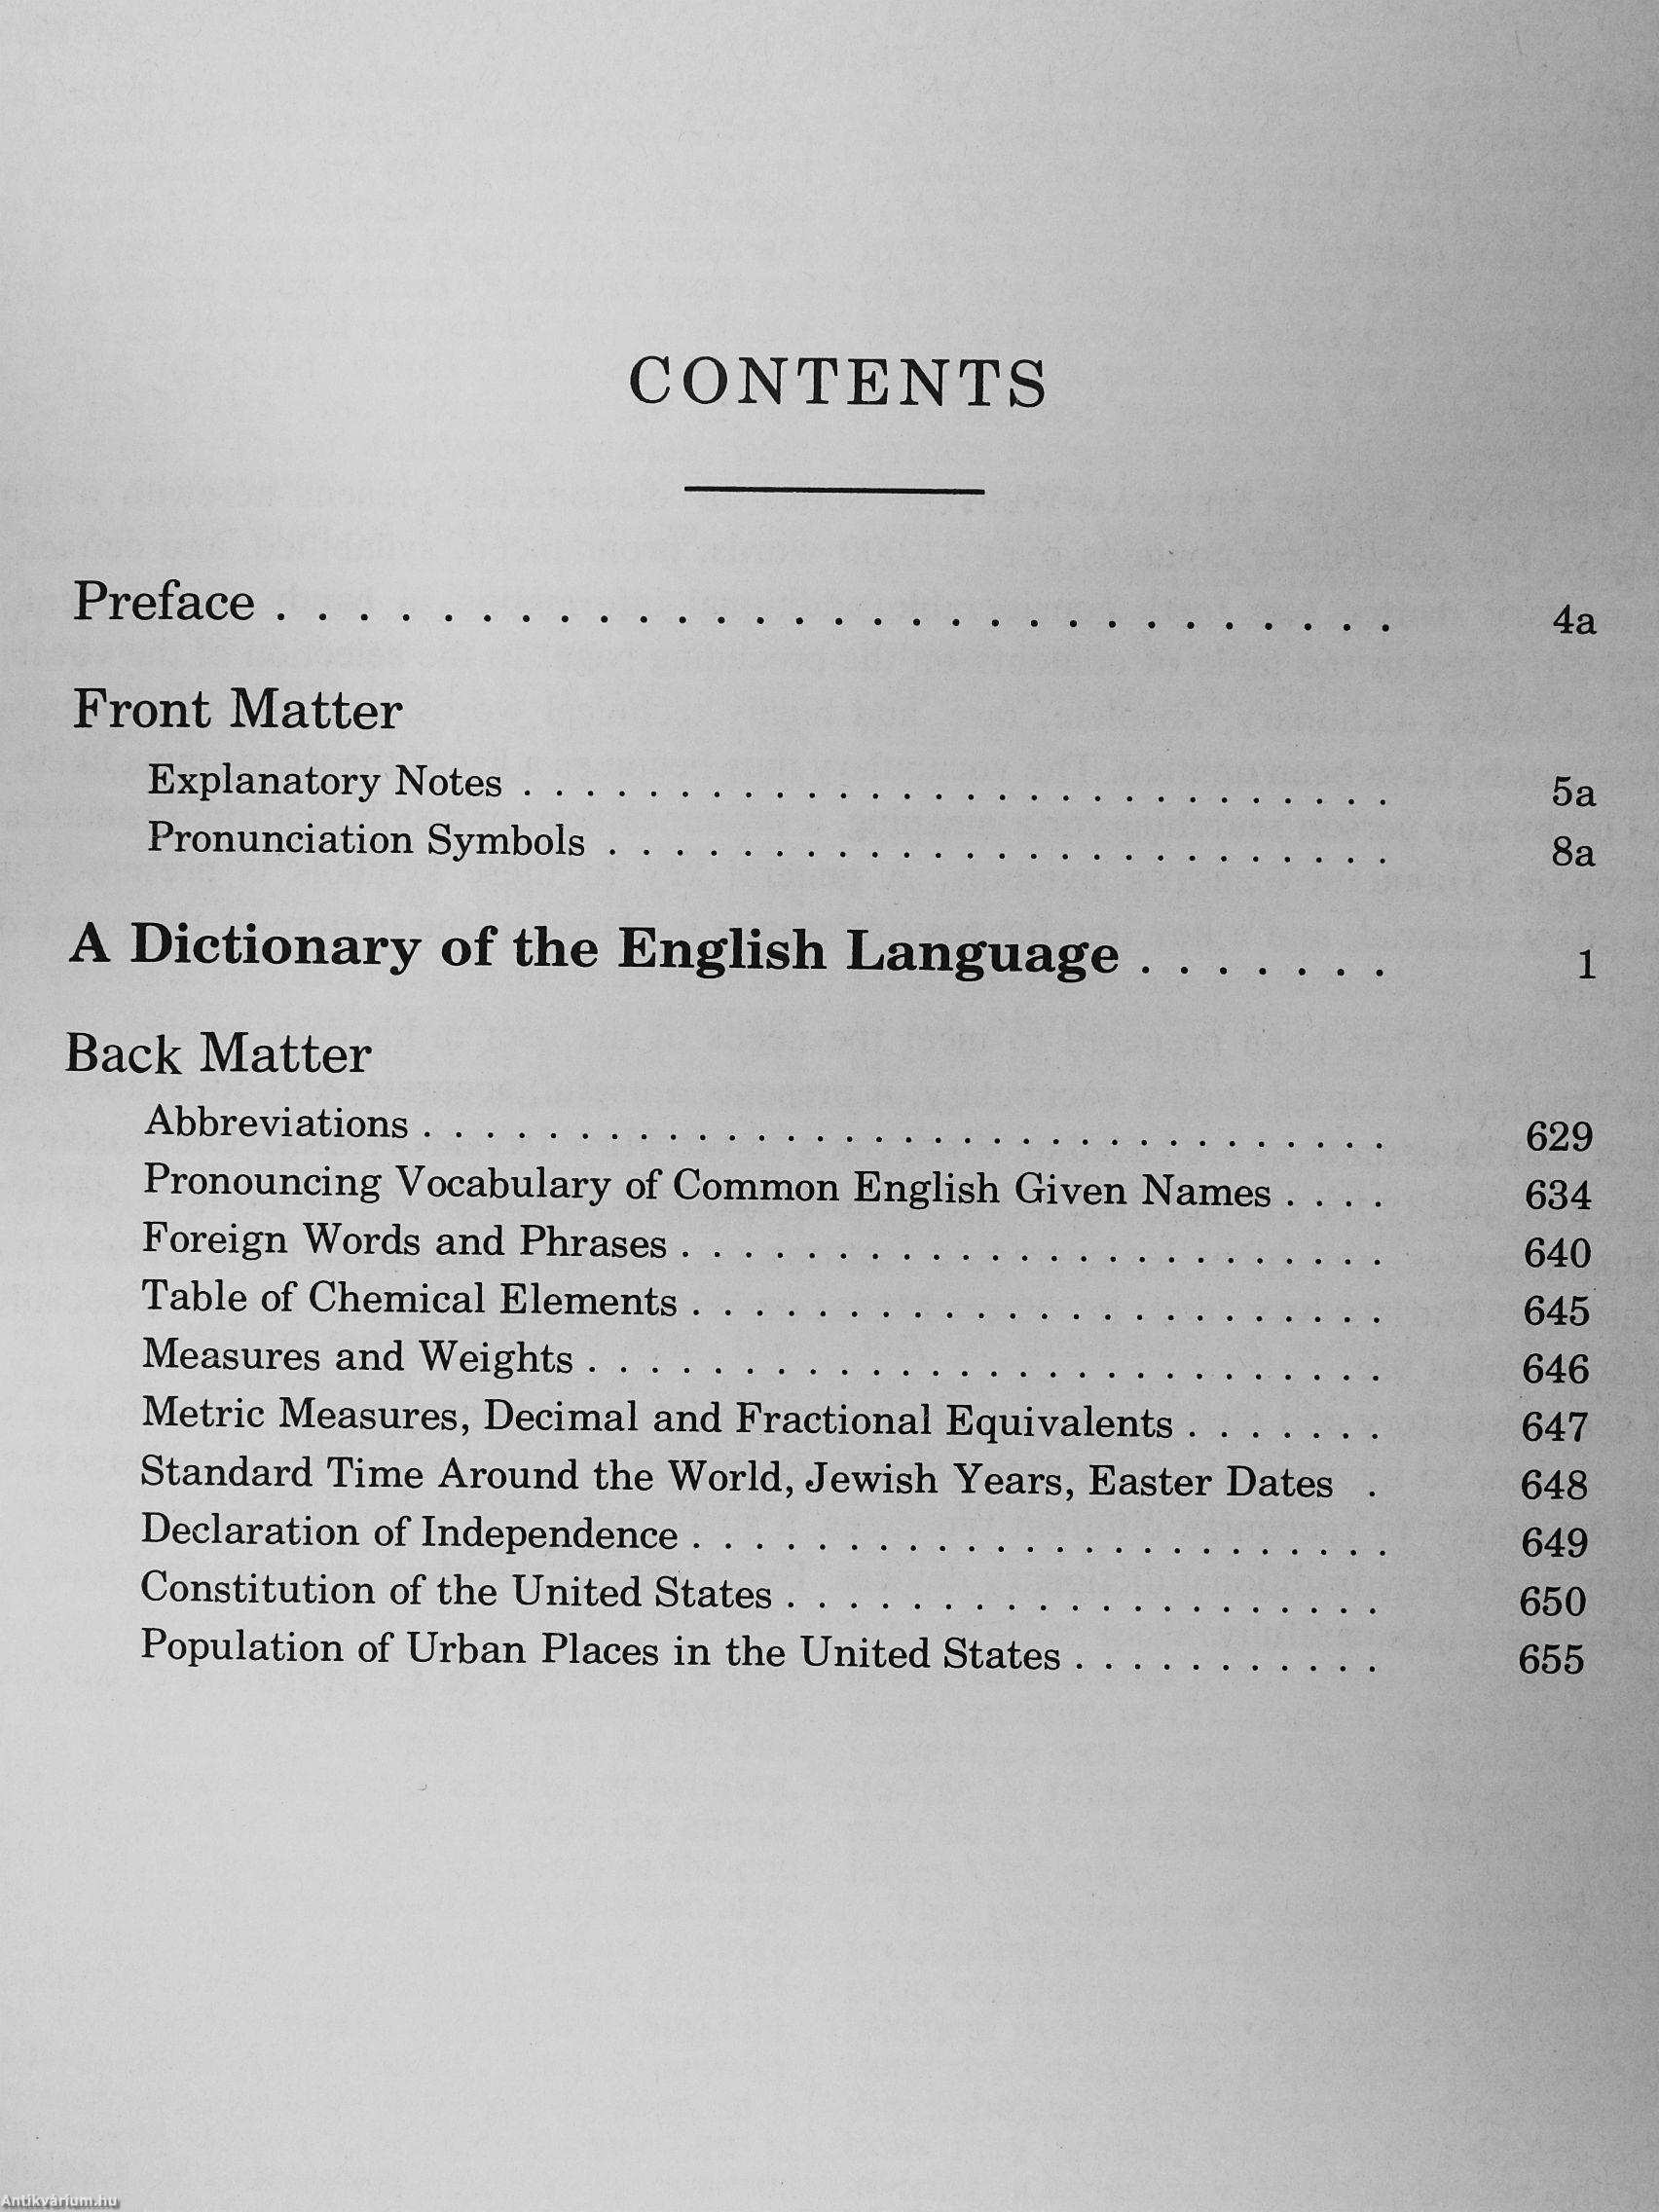 CONTENTS
Preface . . . . . . . . . . . . . . . . . . . . . . . . . . . . . 4a
Front Matter
Explanatory Notes . . . . . . . . . . . . . . . . . . . . . . . . . . . . 5a
Pronunciation Symbols . . . . . . . . . . . . . . . . . . . . . . . . 8a
A Dictionary of the English Language . . . . . . . 1
Back Matter
Abbreviations . . . . . . . . . . . . . . . . . . . . . . . . . . . . . . . . 629
Pronouncing Vocabulary of Common English Given Names . . . . 634
Foreign Words and Phrases . . . . . . . . . . . . . . . . . . . . . . . 640
Table of Chemical Elements . . . . . . . . . . . . . . . . . . . . . . . 645
Measures and Weights . . . . . . . . . . . . . . . . . . . . . . . . . . 646
Metric Measures, Decimal and Fractional Equivalents . . . . . . . 647
Standard Time Around the World, Jewish Years, Easter Dates . 648
Declaration of Independence . . . . . . . . . . . . . . . . . . . . . . . 649
Constitution of the United States . . . . . . . . . . . . . . . . . . . . 650
Population of Urban Places in the United States . . . . . . . . . . . 655
Antikvárium.hu